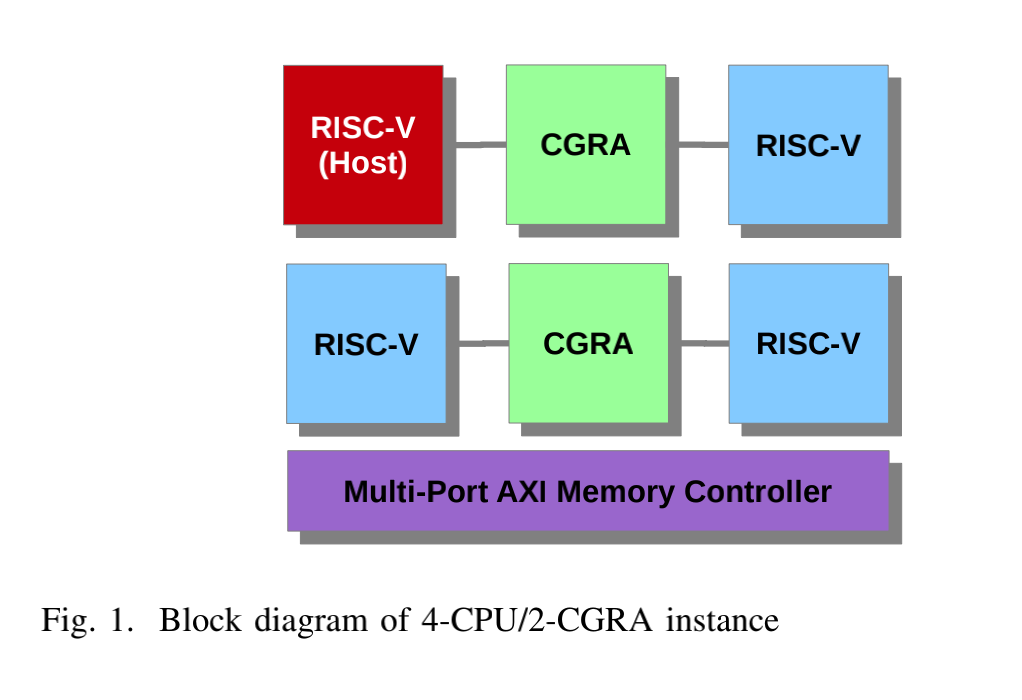 RISC-V
(Host)
CGRA
RISC-V
RISC-V
CGRA
RISC-V
Multi-Port AXI Memory Controller
Fig. 1. Block diagram of 4-CPU/2-CGRA instance